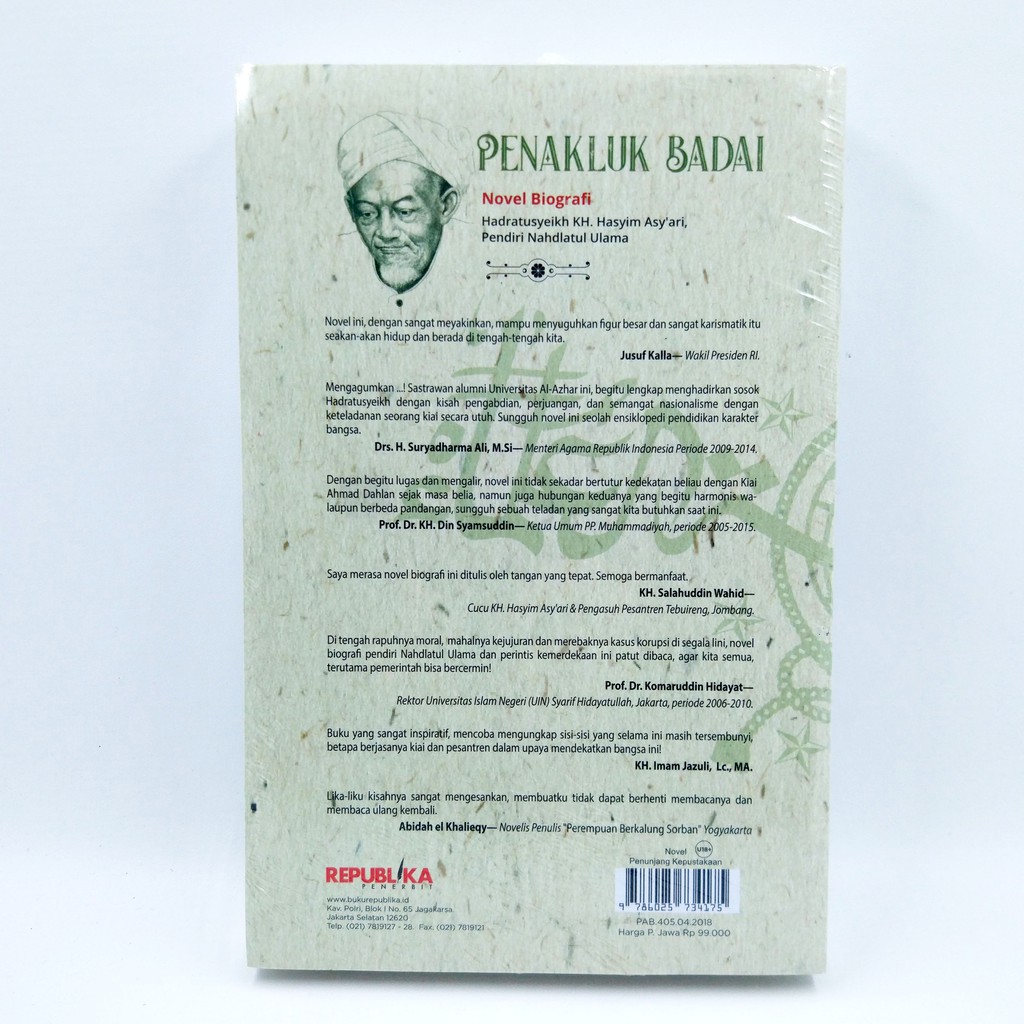 PENAKLUK BADAI
Novel Biografi
Hadratusyeikh KH. Hasyim Asy'ari,
Pendiri Nahdlatul Ulama
Novel ini, dengan sangat meyakinkan, mampu menyuguhkan figur besar dan sangat karismatik itu
seakan-akan hidup dan berada di tengah-tengah kita.
Jusuf Kalla— Wakil Presiden RI.
Mengagumkan ...! Sastrawan alumni Universitas Al-Azhar ini, begitu lengkap menghadirkan sosok
Hadratusyeikh dengan kisah pengabdian, perjuangan, dan semangat nasionalisme dengan
keteladanan seorang kiai secara utuh. Sungguh novel ini seolah ensiklopedi pendidikan karakter
bangsa.
Drs. H. Suryadharma Ali, M.Si— Menteri Agama Republik Indonesia Periode 2009-2014.
Dengan begitu lugas dan mengalir, novel ini tidak sekadar bertutur kedekatan beliau dengan Kiai
Ahmad Dahlan sejak masa belia, namun juga hubungan keduanya yang begitu harmonis wa-
laupun berbeda pandangan, sungguh sebuah teladan yang sangat kita butuhkan saat ini.
Prof. Dr. KH. Din Syamsuddin— Ketua Umum PP. Muhammadiyah, periode 2005-2015.
Saya merasa novel biografi ini ditulis oleh tangan yang tepat. Semoga bermanfaat.
KH. Salahuddin Wahid—
Cucu KH. Hasyim Asy'ari & Pengasuh Pesantren Tebuireng, Jombang.
Di tengah rapuhnya moral, mahalnya kejujuran dan merebaknya kasus korupsi di segala lini, novel
biografi pendiri Nahdlatul Ulama dan perintis kemerdekaan ini patut dibaca, agar kita semua,
terutama pemerintah bisa bercermin!
Prof. Dr. Komaruddin Hidayat—
Rektor Universitas Islam Negeri (UIN) Syarif Hidayatullah, Jakarta, periode 2006-2010.
Buku yang sangat inspiratif, mencoba mengungkap sisi-sisi yang selama ini masih tersembunyi,
betapa berjasanya kiai dan pesantren dalam upaya mendekatkan bangsa ini!
KH. Imam Jazuli, Lc., MA.
Lika-liku kisahnya sangat mengesankan, membuatku tidak dapat berhenti membacanya dan
membaca ulang kembali.
Abidah el Khalieqy— Novelis Penulis "Perempuan Berkalung Sorban" Yogyakarta
REPUBLIKA
PENERBIT
www.bukurepublika.id
Kav. Polri, Blok I No. 65 Jagakarsa
Jakarta Selatan 12620
Telp. (021) 7819127 - 28. Fax. (021) 7819121
Novel U18+
Penunjang Kepustakaan
9 786025 734175
PAB.405.04.2018
Harga P. Jawa Rp 99.000